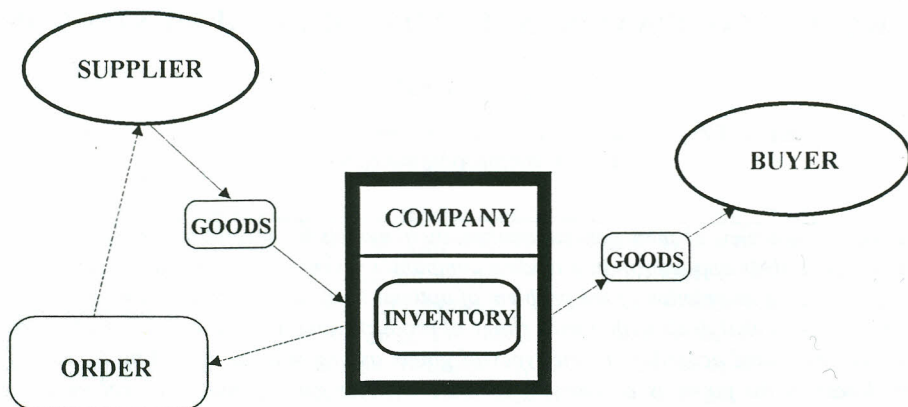 SUPPLIER
BUYER
GOODS
COMPANY
GOODS
INVENTORY
ORDER